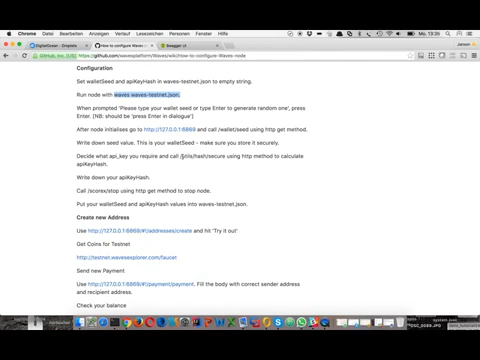 Chrome Datei Bearbeiten Anzeigen Verlauf Lesezeichen Personen Fenster Hilfe
Mo. 13:35
DigitalOcean - Droplets
How to configure Waves-n
Swagger UI
GitHub, Inc. [US] https://github.com/wavesplatform/Waves/wiki/How-to-configure-Waves-node
Configuration
Set walletSeed and apiKeyHash in waves-testnet.json to empty string.
Run node with waves waves-testnet.json.
When prompted 'Please type your wallet seed or type Enter to generate random one', press
Enter. [NB: should be 'press Enter in dialogue']
After node initialises go to http://127.0.0.1:6869 and call /wallet/seed using http get method.
Write down seed value. This is your walletSeed - make sure you store it securely.
Decide what api_key you require and call /utils/hash/secure using http method to calculate
apiKeyHash.
Write down your apiKeyHash.
Call /scorex/stop using http get method to stop node.
Put your walletSeed and apiKeyHash values into waves-testnet.json.
Create new Address
Use http://127.0.0.1:6869/#!/addresses/create and hit 'Try it out'
Get Coins for Testnet
http://testnet.wavesexplorer.com/faucet
Send new Payment
Use http://127.0.0.1:6869/#!/payment/payment. Fill the body with correct sender address
and recipient address.
Check your balance